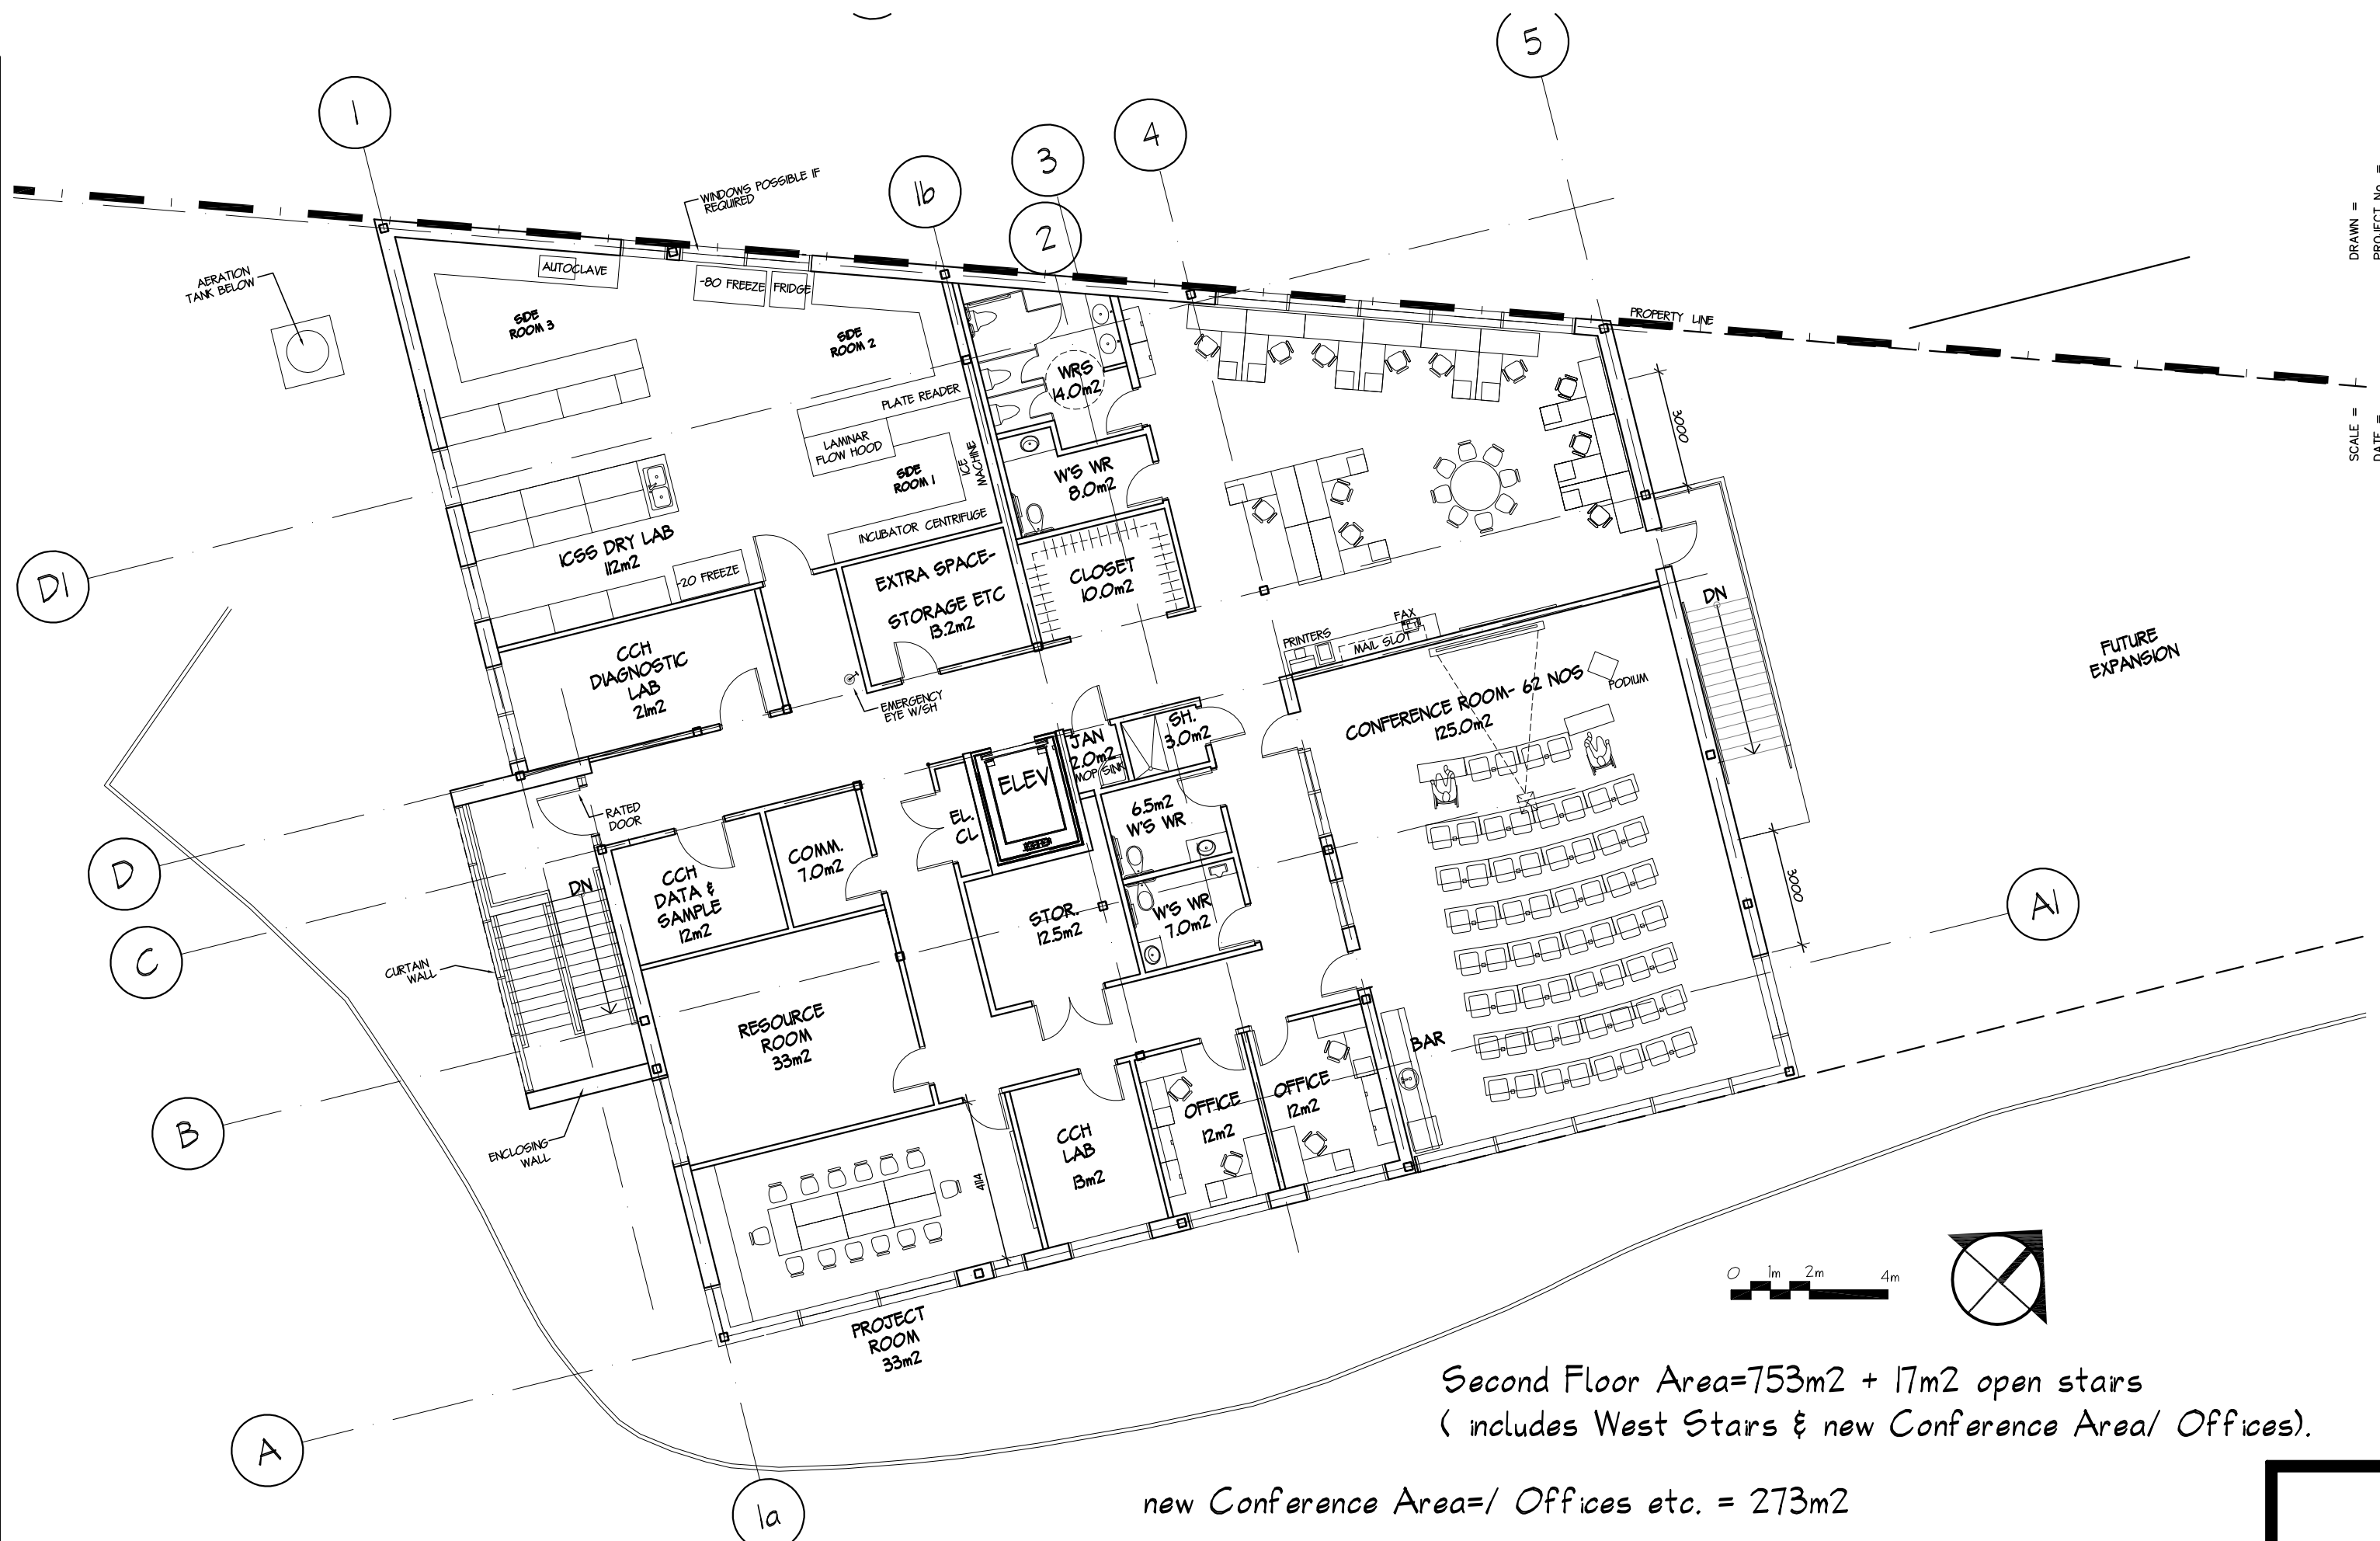 5
1
4
3
1b
2
WINDOWS POSSIBLE IF
REQUIRED
DRAWN =
PROJECT No =
AERATION
TANK BELOW
AUTOCLAVE
-80 FREEZE
FRIDGE
PROPERTY LINE
SIDE
ROOM 3
SIDE
ROOM 2
WRS
14.0m2
PLATE READER
LAMINAR
FLOW HOOD
ICE
MACHINE
SIDE
ROOM 1
W'S WR
8.0m2
3000
SCALE =
DATE =
INCUBATOR CENTRIFUGE
ICSS DRY LAB
112m2
-20 FREEZE
D1
EXTRA SPACE-
STORAGE ETC
13.2m2
CLOSET
10.0m2
DN
FUTURE
EXPANSION
CCH
DIAGNOSTIC
LAB
21m2
EMERGENCY
EYE W/SH
PRINTERS
FAX
MAIL SLOT
PODIUM
CONFERENCE ROOM- 62 NOS
125.0m2
JAN
2.0m2
MOP SINK
SH.
3.0m2
ELEV
EL.
CL
RATED
DOOR
6.5m2
W'S WR
COMM.
7.0m2
CCH
DATA &
SAMPLE
12m2
DN
D
C
STOR.
12.5m2
W'S WR
7.0m2
3000
A1
CURTAIN
WALL
RESOURCE
ROOM
33m2
BAR
B
ENCLOSING
WALL
OFFICE
12m2
OFFICE
12m2
CCH
LAB
13m2
4114
PROJECT
ROOM
33m2
0 1m 2m 4m
A
1a
Second Floor Area=753m2 + 17m2 open stairs
( includes West Stairs & new Conference Area/ Offices).
new Conference Area=/ Offices etc. = 273m2